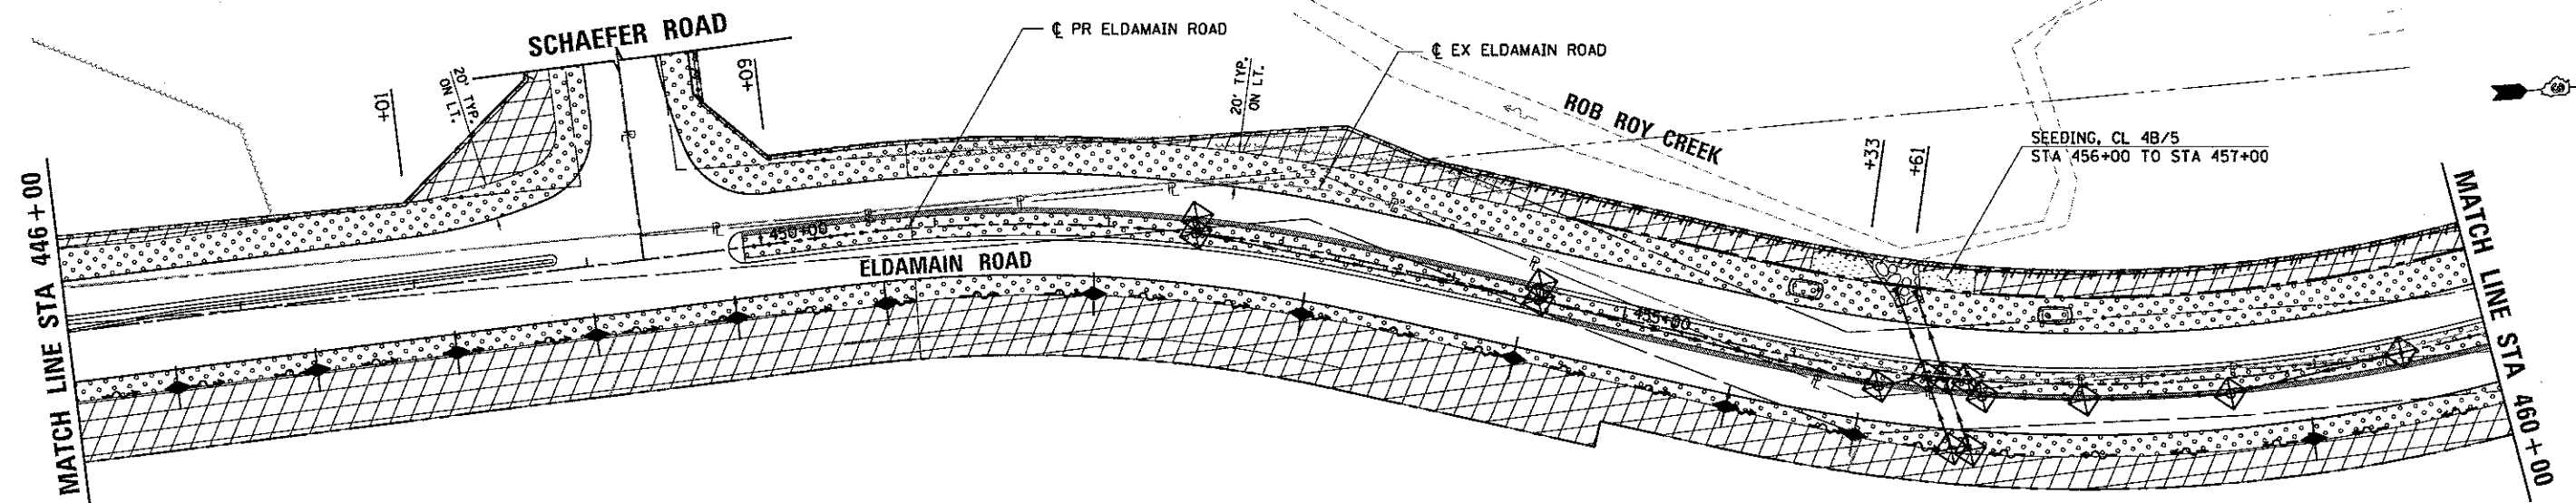 SCHAEFER ROAD
℄ PR ELDAMAIN ROAD
℄ EX ELDAMAIN ROAD
20' TYP.
ON LT.
+01
+09
20' TYP.
ON LT.
ROB ROY CREEK
+33
+61
SEEDING, CL 4B/5
STA 456+00 TO STA 457+00
MATCH LINE STA 446+00
450+00
ELDAMAIN ROAD
455+00
MATCH LINE STA 460+00